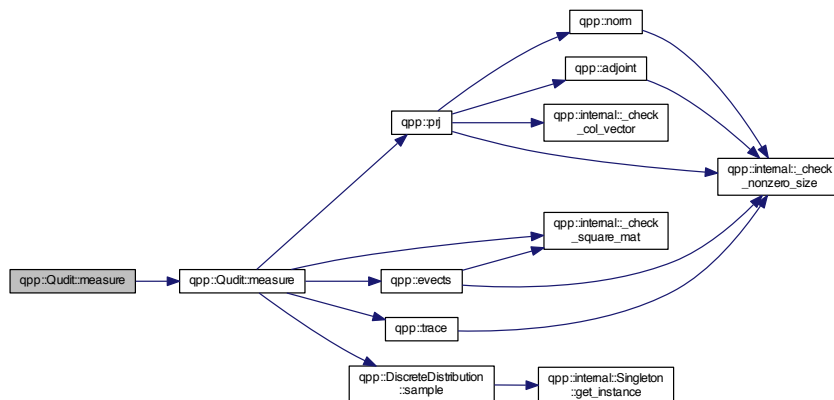 qpp::norm
qpp::adjoint
qpp::prj
qpp::internal::_check
_col_vector
qpp::internal::_check
_nonzero_size
qpp::internal::_check
_square_mat
qpp::Qudit::measure
qpp::Qudit::measure
qpp::evects
qpp::trace
qpp::DiscreteDistribution
::sample
qpp::internal::Singleton
::get_instance